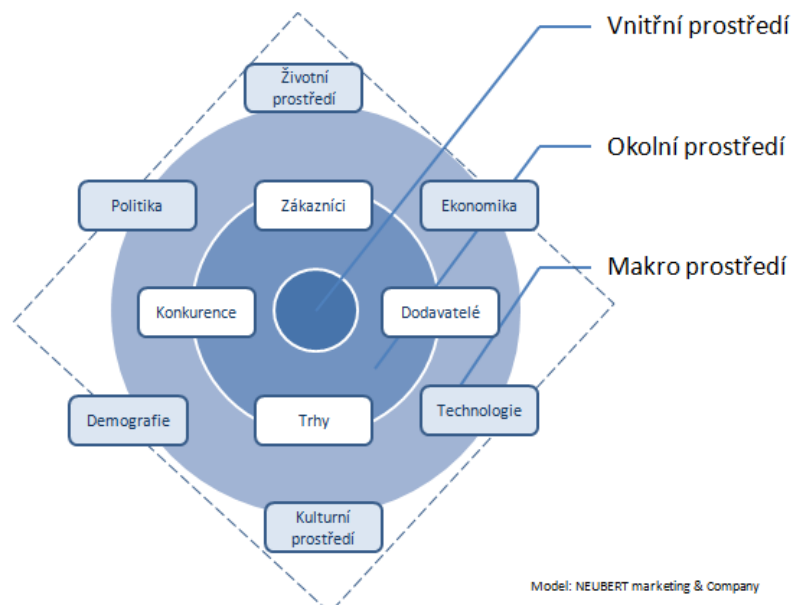 Vnitřní prostředí
Životní
prostředí
Okolní prostředí
Politika
Zákazníci
Ekonomika
Makro prostředí
Konkurence
Dodavatelé
Demografie
Trhy
Technologie
Kulturní
prostředí
Model: NEUBERT marketing & Company